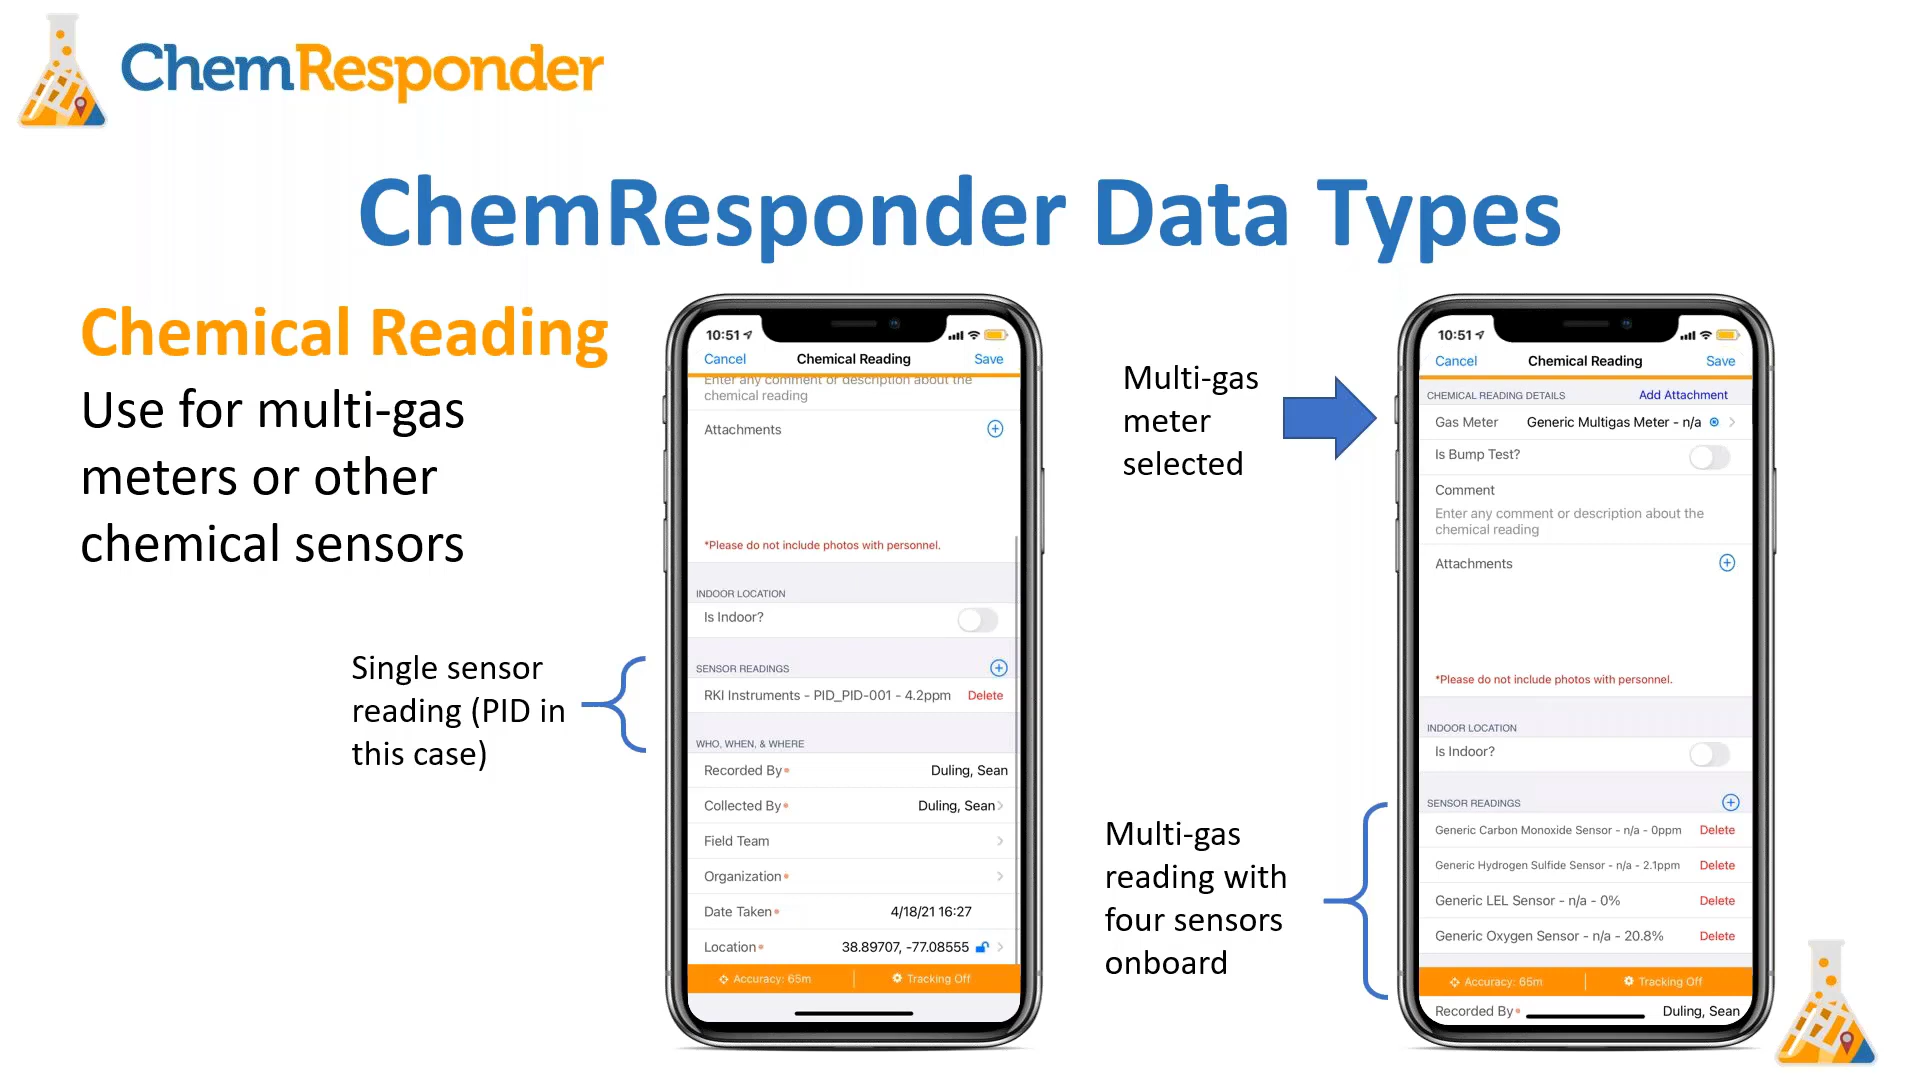 ChemResponder
ChemResponder Data Types
Chemical Reading
Use for multi-gas
meters or other
chemical sensors
Single sensor
reading (PID in
this case)
10:51
Cancel Chemical Reading Save
Enter any comment or description about the
chemical reading
Attachments
*Please do not include photos with personnel.
INDOOR LOCATION
Is Indoor?
SENSOR READINGS
RKI Instruments - PID_PID-001 - 4.2ppm Delete
WHO, WHEN, & WHERE
Recorded By• Duling, Sean
Collected By• Duling, Sean
Field Team
Organization•
Date Taken• 4/18/21 16:27
Location• 38.89707, -77.08555
Accuracy: 65m Tracking Off
Multi-gas
meter
selected
Multi-gas
reading with
four sensors
onboard
10:51
Cancel Chemical Reading Save
CHEMICAL READING DETAILS Add Attachment
Gas Meter Generic Multigas Meter - n/a
Is Bump Test?
Comment
Enter any comment or description about the
chemical reading
Attachments
*Please do not include photos with personnel.
INDOOR LOCATION
Is Indoor?
SENSOR READINGS
Generic Carbon Monoxide Sensor - n/a - 0ppm Delete
Generic Hydrogen Sulfide Sensor - n/a - 2.1ppm Delete
Generic LEL Sensor - n/a - 0% Delete
Generic Oxygen Sensor - n/a - 20.8% Delete
Accuracy: 65m Tracking Off
Recorded By• Duling, Sean